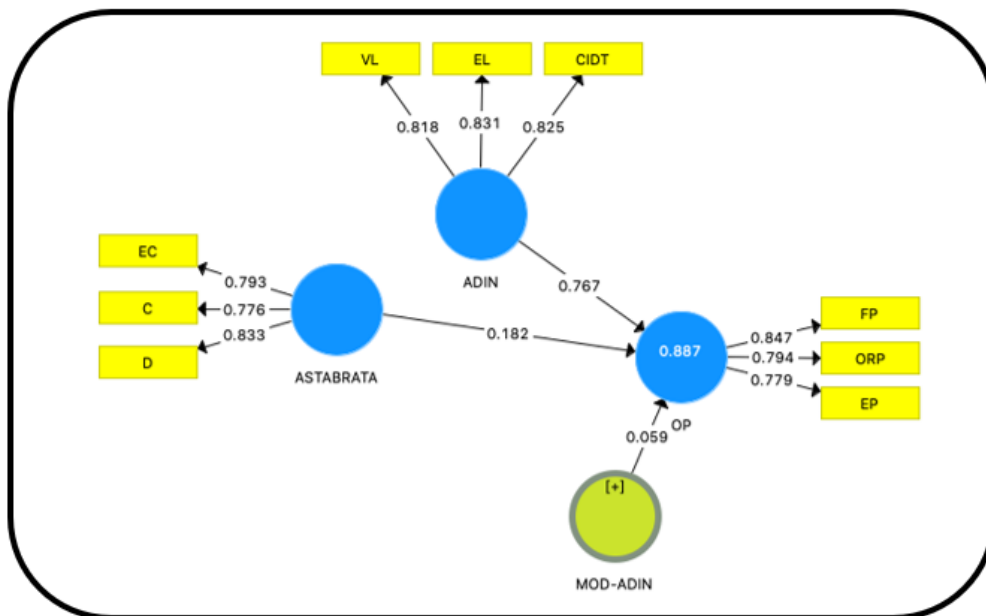 VL EL CIDT
0.818 0.831 0.825
ADIN
EC
C
D
0.793
0.776
0.833
ASTABRATA
0.767
0.182
0.887
OP
0.847
0.794
0.779
FP
ORP
EP
0.059
[+]
MOD-ADIN